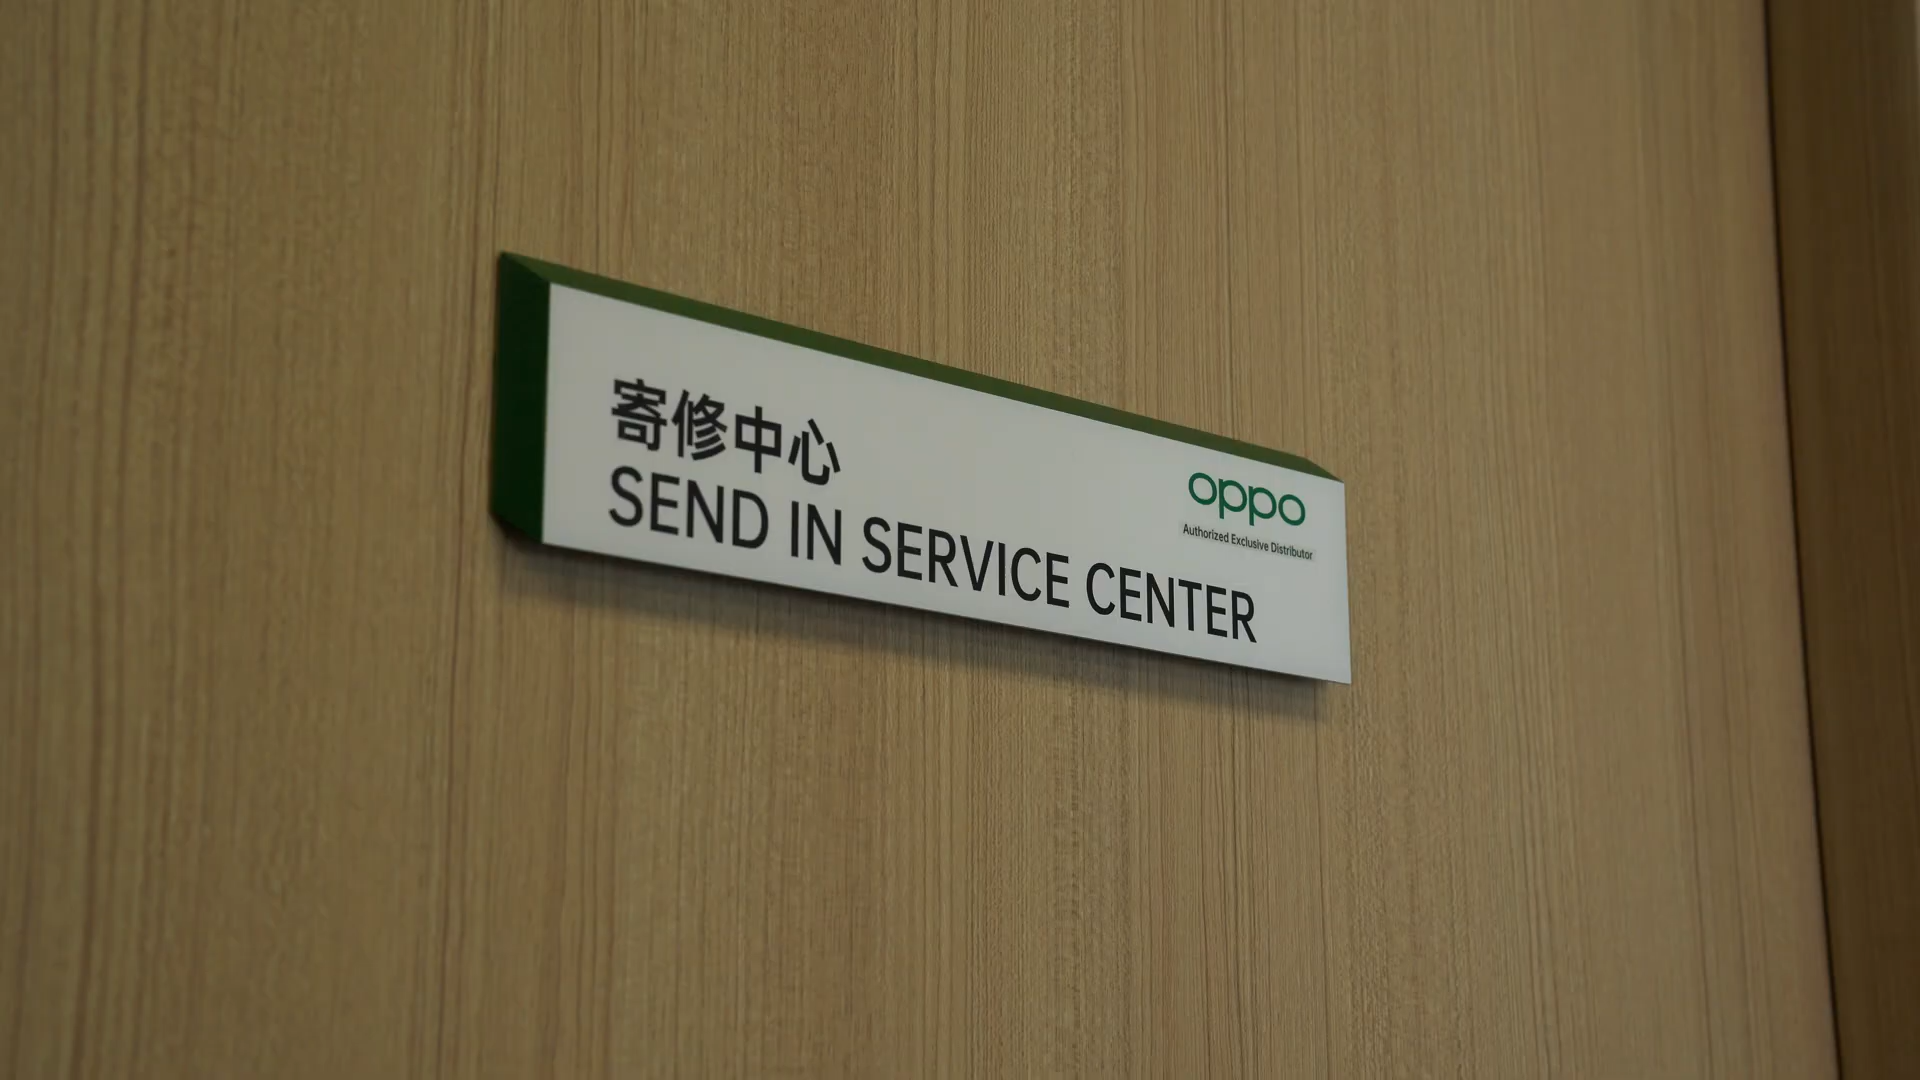 寄修中心
SEND IN SERVICE CENTER
oppo
Authorized Exclusive Distributor